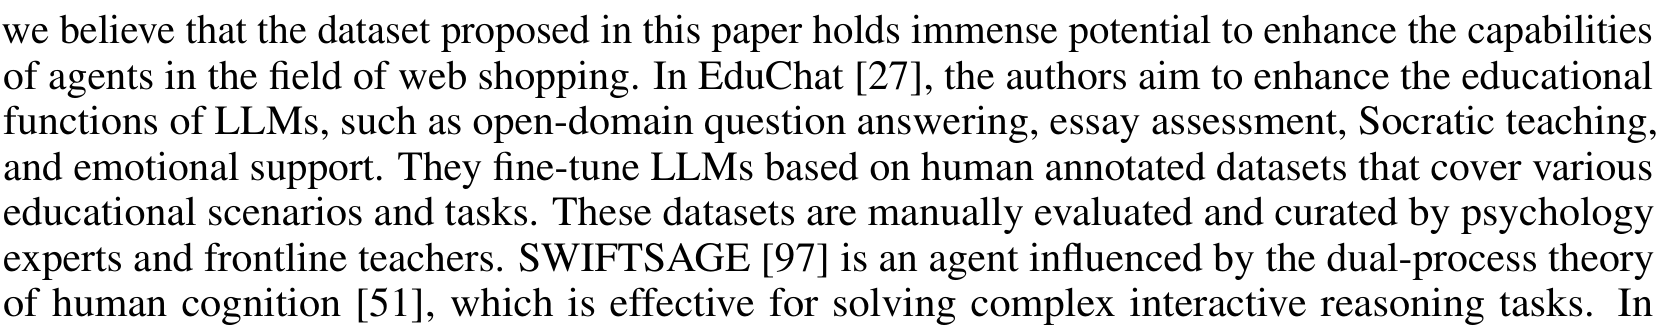 we believe that the dataset proposed in this paper holds immense potential to enhance the capabilities
of agents in the field of web shopping. In EduChat [27], the authors aim to enhance the educational
functions of LLMs, such as open-domain question answering, essay assessment, Socratic teaching,
and emotional support. They fine-tune LLMs based on human annotated datasets that cover various
educational scenarios and tasks. These datasets are manually evaluated and curated by psychology
experts and frontline teachers. SWIFTSAGE [97] is an agent influenced by the dual-process theory
of human cognition [51], which is effective for solving complex interactive reasoning tasks. In